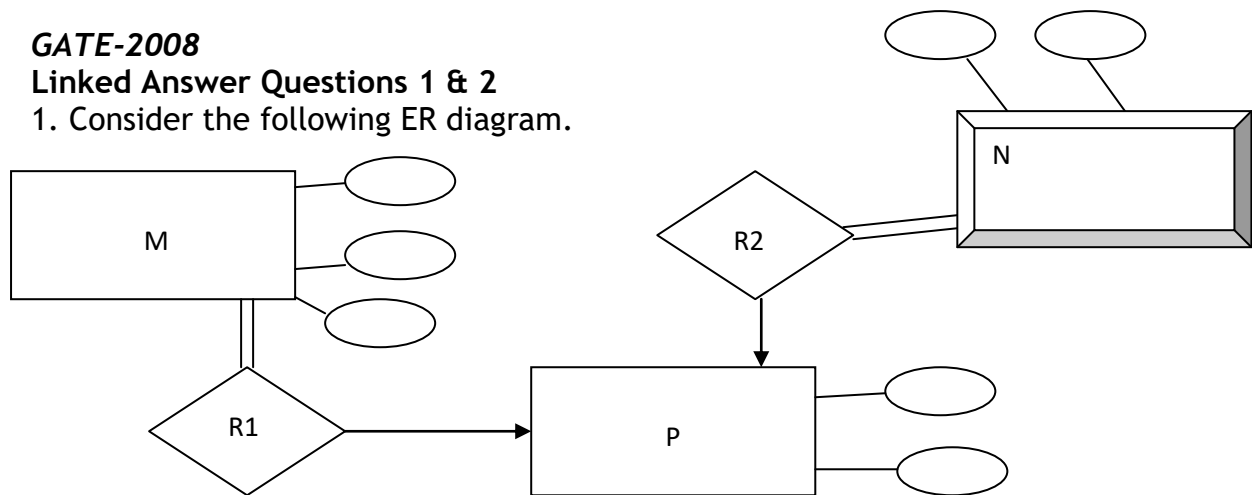 GATE-2008
Linked Answer Questions 1 & 2
1. Consider the following ER diagram.
N
M
R2
R1
P